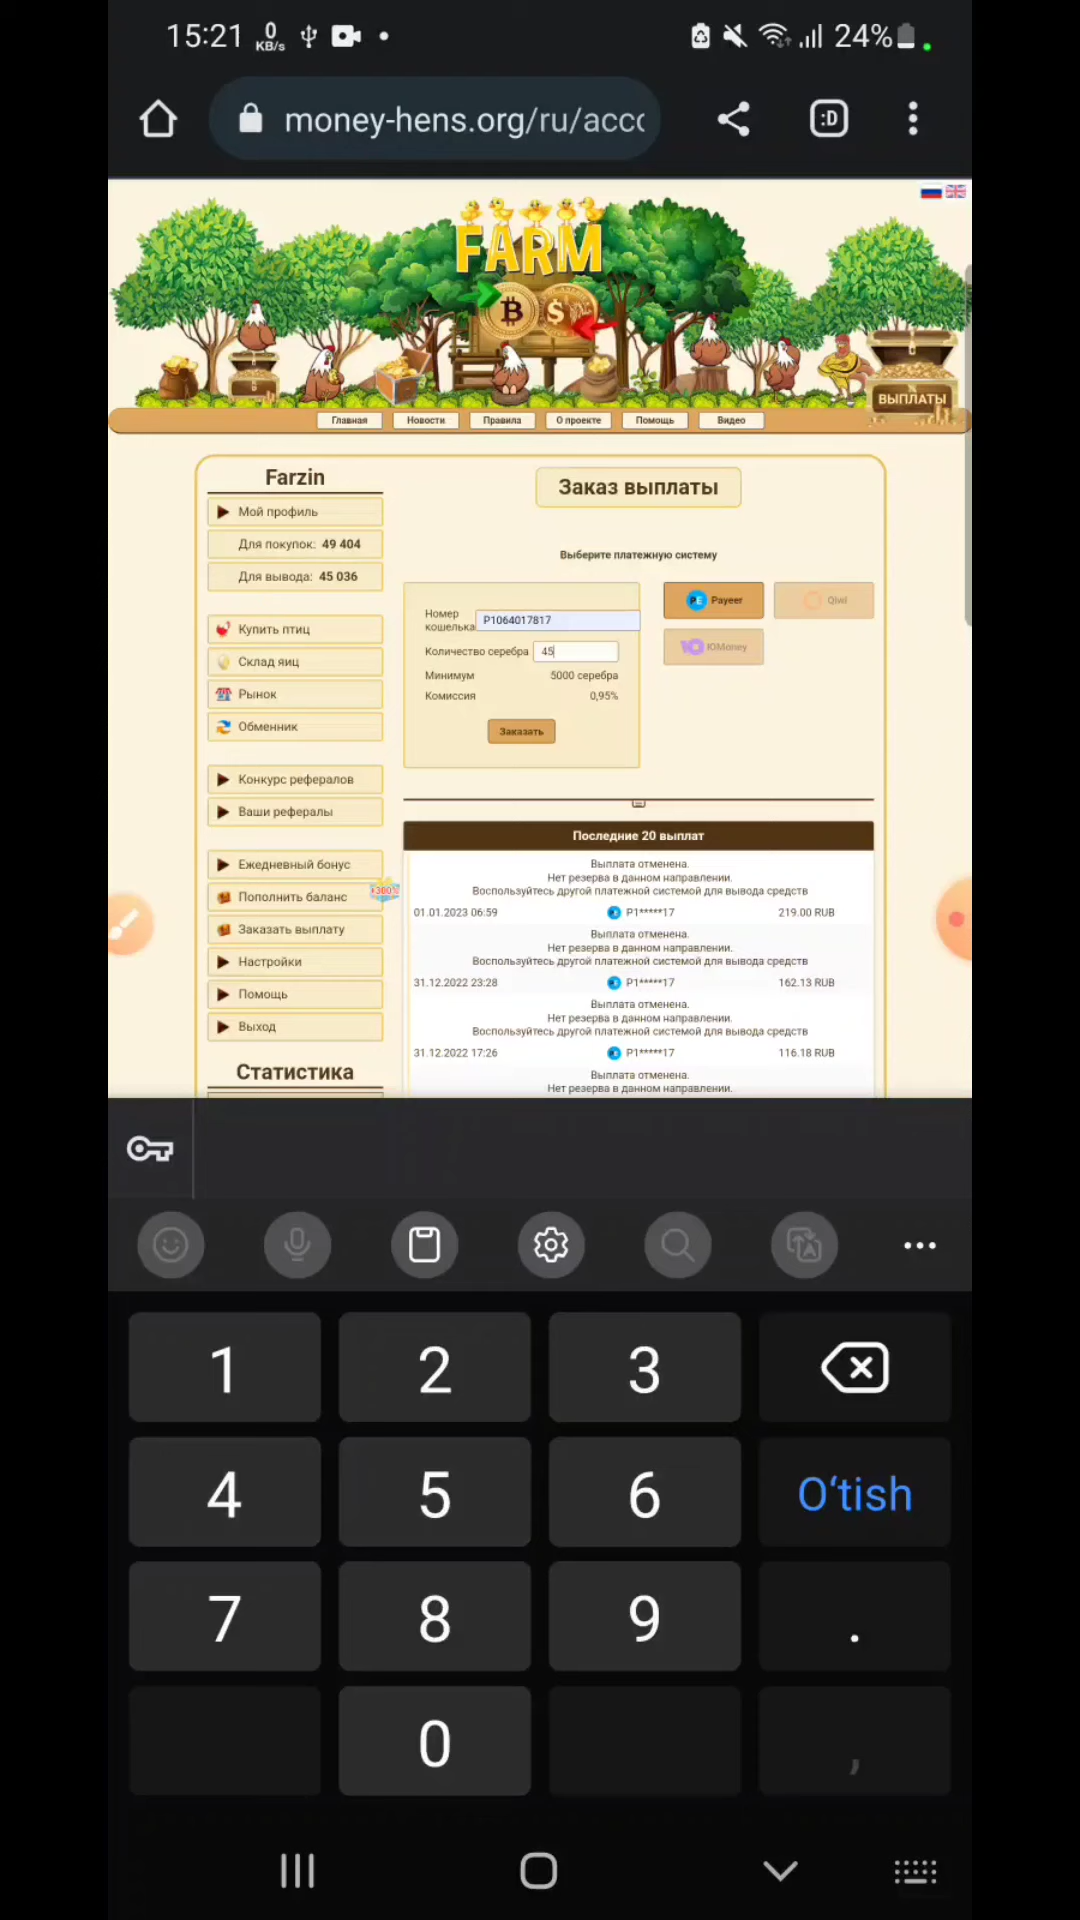 15:21 0 KB/s 24%
money-hens.org/ru/acco
FARM
ВЫПЛАТЫ
Главная Новости Правила О проекте Помощь Видео
Farzin
Мой профиль
Для покупок: 49 404
Для вывода: 45 036
Купить птиц
Склад яиц
Рынок
Обменник
Конкурс рефералов
Ваши рефералы
Ежедневный бонус
Пополнить баланс
+300%
Заказать выплату
Настройки
Помощь
Выход
Статистика
Заказ выплаты
Выберите платежную систему
Номер кошелька P1064017817
Количество серебра 45
Минимум 5000 серебра
Комиссия 0,95%
Заказать
Payeer Qiwi
ЮMoney
Последние 20 выплат
Выплата отменена.
Нет резерва в данном направлении.
Воспользуйтесь другой платежной системой для вывода средств
01.01.2023 06:59 P1*****17 219.00 RUB
Выплата отменена.
Нет резерва в данном направлении.
Воспользуйтесь другой платежной системой для вывода средств
31.12.2022 23:28 P1*****17 162.13 RUB
Выплата отменена.
Нет резерва в данном направлении.
Воспользуйтесь другой платежной системой для вывода средств
31.12.2022 17:26 P1*****17 116.18 RUB
Выплата отменена.
Нет резерва в данном направлении.
1 2 3
4 5 6 O‘tish
7 8 9 .
0 ,